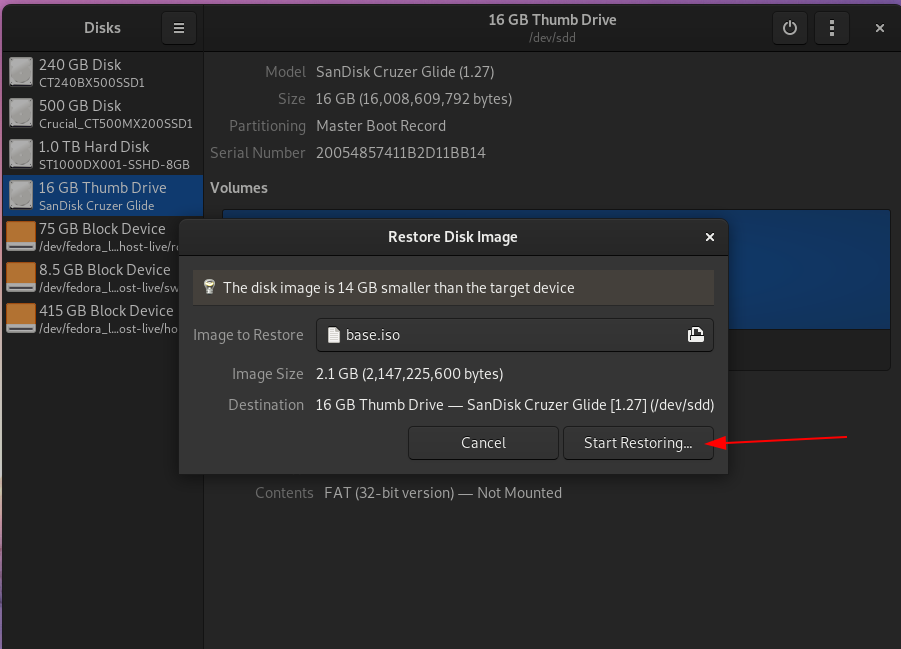 Disks
16 GB Thumb Drive
/dev/sdd
240 GB Disk
CT240BX500SSD1
500 GB Disk
Crucial_CT500MX200SSD1
1.0 TB Hard Disk
ST1000DX001-SSHD-8GB
16 GB Thumb Drive
SanDisk Cruzer Glide
75 GB Block Device
/dev/fedora_l…host-live/r
8.5 GB Block Device
/dev/fedora_l…ost-live/sw
415 GB Block Device
/dev/fedora_l…ost-live/ho
Model SanDisk Cruzer Glide (1.27)
Size 16 GB (16,008,609,792 bytes)
Partitioning Master Boot Record
Serial Number 20054857411B2D11BB14
Volumes
Restore Disk Image
The disk image is 14 GB smaller than the target device
Image to Restore base.iso
Image Size 2.1 GB (2,147,225,600 bytes)
Destination 16 GB Thumb Drive — SanDisk Cruzer Glide [1.27] (/dev/sdd)
Cancel Start Restoring…
Contents FAT (32-bit version) — Not Mounted